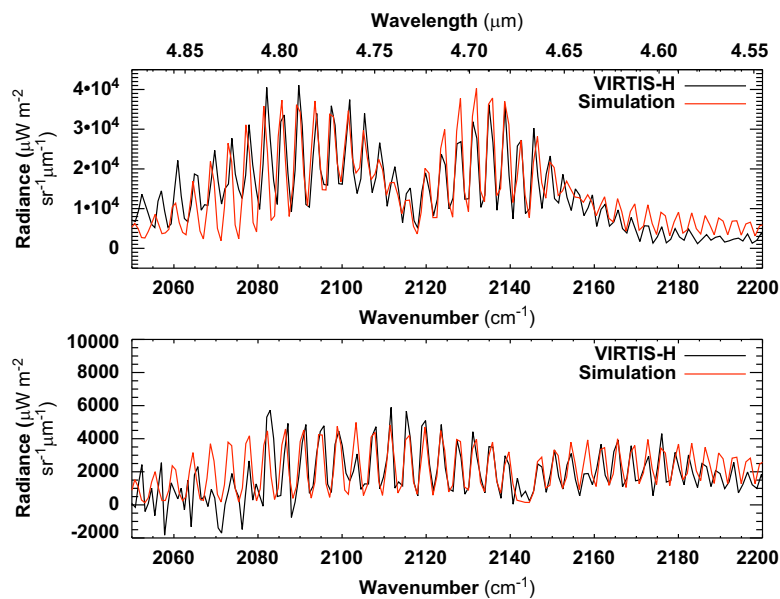 Wavelength (μm)
4.85 4.80 4.75 4.70 4.65 4.60 4.55
Radiance (μW m-2
sr-1μm-1)
4•10⁴
3•10⁴
2•10⁴
1•10⁴
0
VIRTIS-H
Simulation
2060 2080 2100 2120 2140 2160 2180 2200
Wavenumber (cm-1)
Radiance (μW m-2
sr-1μm-1)
10000
8000
6000
4000
2000
0
-2000
VIRTIS-H
Simulation
2060 2080 2100 2120 2140 2160 2180 2200
Wavenumber (cm-1)